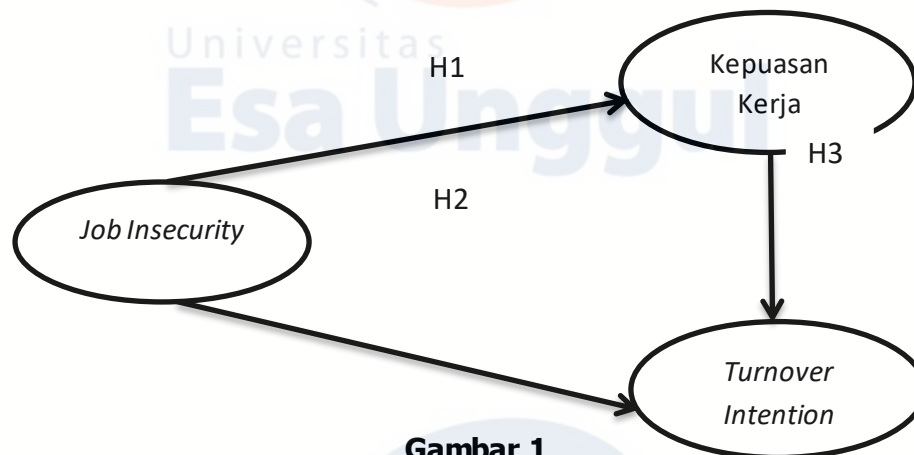 Universitas
Esa Unggul
H1
Kepuasan
Kerja
H3
H2
Job Insecurity
Turnover
Intention
Gambar 1